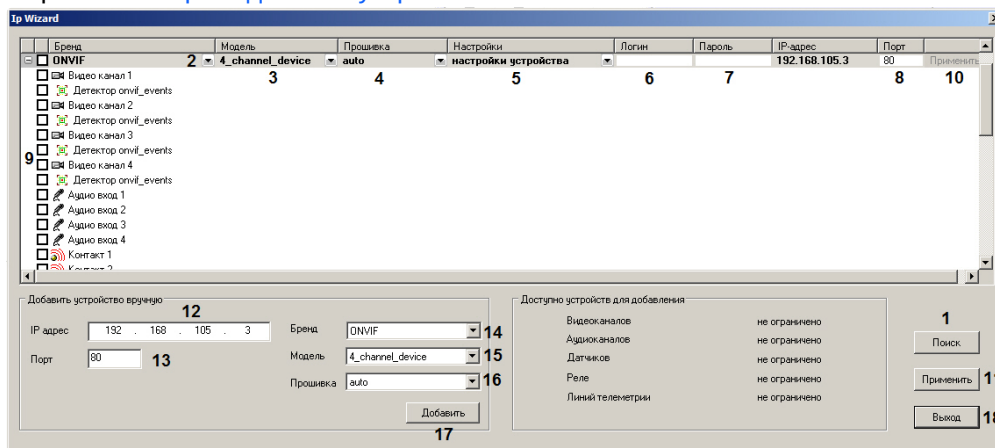 Ip Wizard
Бренд Модель Прошивка Настройки Логин Пароль IP-адрес Порт
ONVIF 2 4_channel_device auto настройки устройства 192.168.105.3 80 Применить
3 4 5 6 7 8 10
Видео канал 1
Детектор onvif_events
Видео канал 2
Детектор onvif_events
Видео канал 3
Детектор onvif_events
9
Видео канал 4
Детектор onvif_events
Аудио вход 1
Аудио вход 2
Аудио вход 3
Аудио вход 4
Контакт 1
Контакт 2
Добавить устройство вручную
12
IP адрес 192 . 168 . 105 . 3
Порт 80 13
Бренд ONVIF 14
Модель 4_channel_device 15
Прошивка auto 16
Добавить
17
Доступно устройств для добавления
Видеоканалов не ограничено
Аудиоканалов не ограничено
Датчиков не ограничено
Реле не ограничено
Линий телеметрии не ограничено
1
Поиск
Применить
Выход